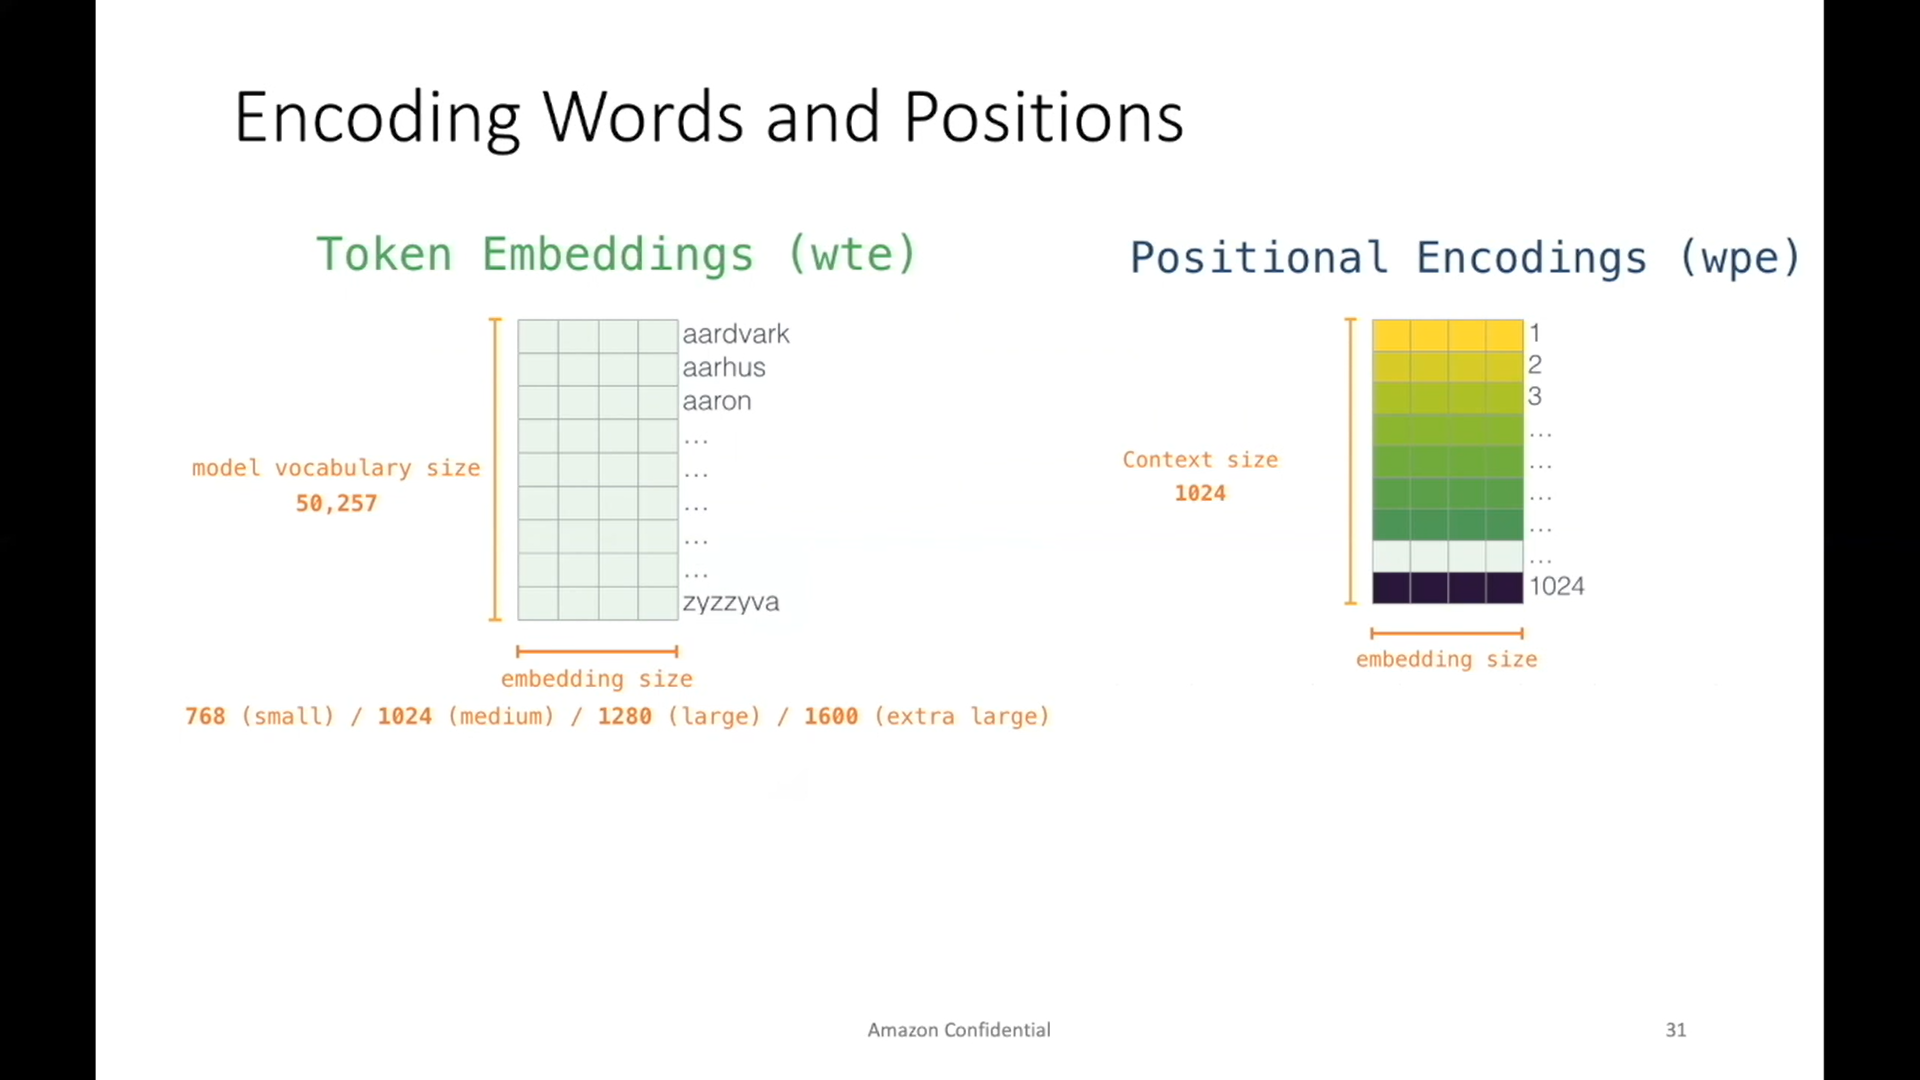 Encoding Words and Positions
Token Embeddings (wte)
aardvark
aarhus
aaron
...
...
...
...
...
zyzzyva
model vocabulary size
50,257
embedding size
768 (small) / 1024 (medium) / 1280 (large) / 1600 (extra large)
Positional Encodings (wpe)
1
2
3
...
...
...
...
...
1024
Context size
1024
embedding size
Amazon Confidential
31